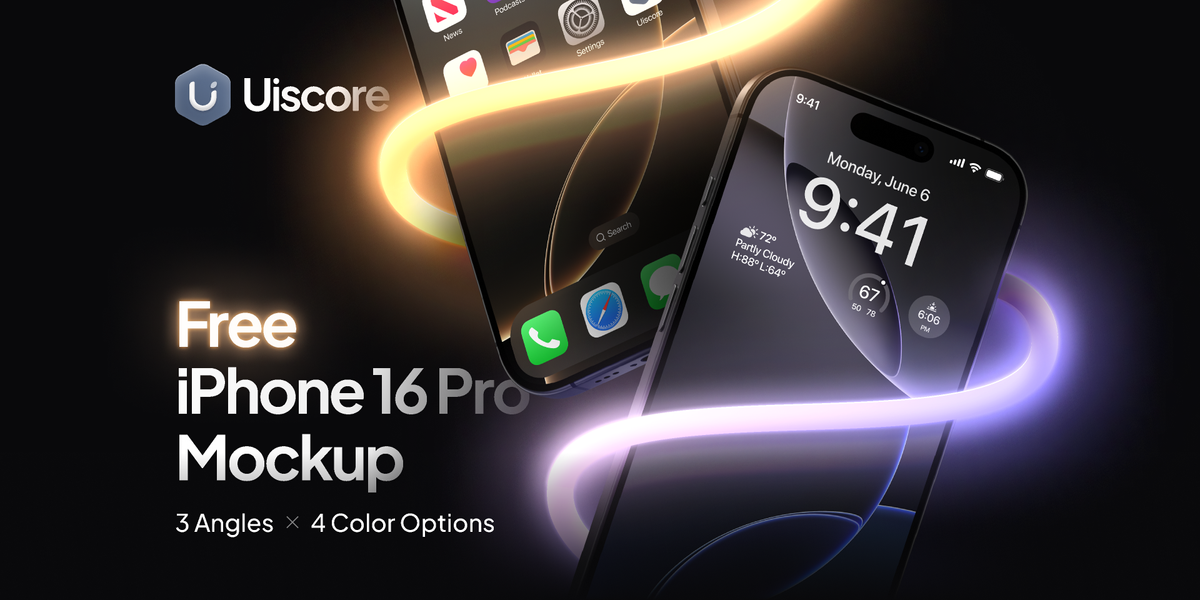 Uiscore
Free
iPhone 16 Pro
Mockup
3 Angles × 4 Color Options
News
Podcasts
Settings
Uiscore
Search
9:41
Monday, June 6
9:41
72°
Partly Cloudy
H:88° L:64°
67
50 78
6:06
PM